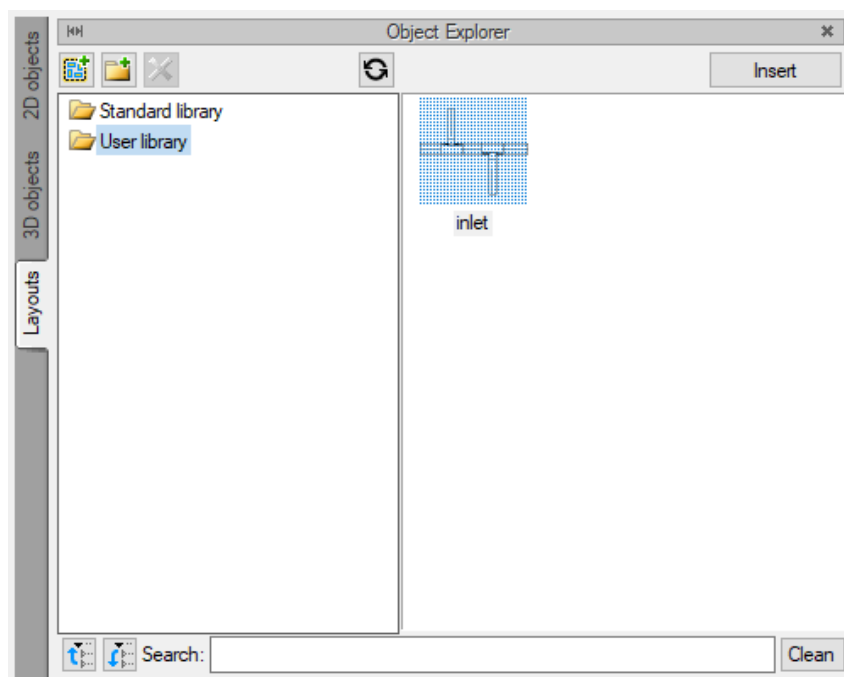 Object Explorer
2D objects
3D objects
Layouts
Insert
Standard library
User library
inlet
Search:
Clean